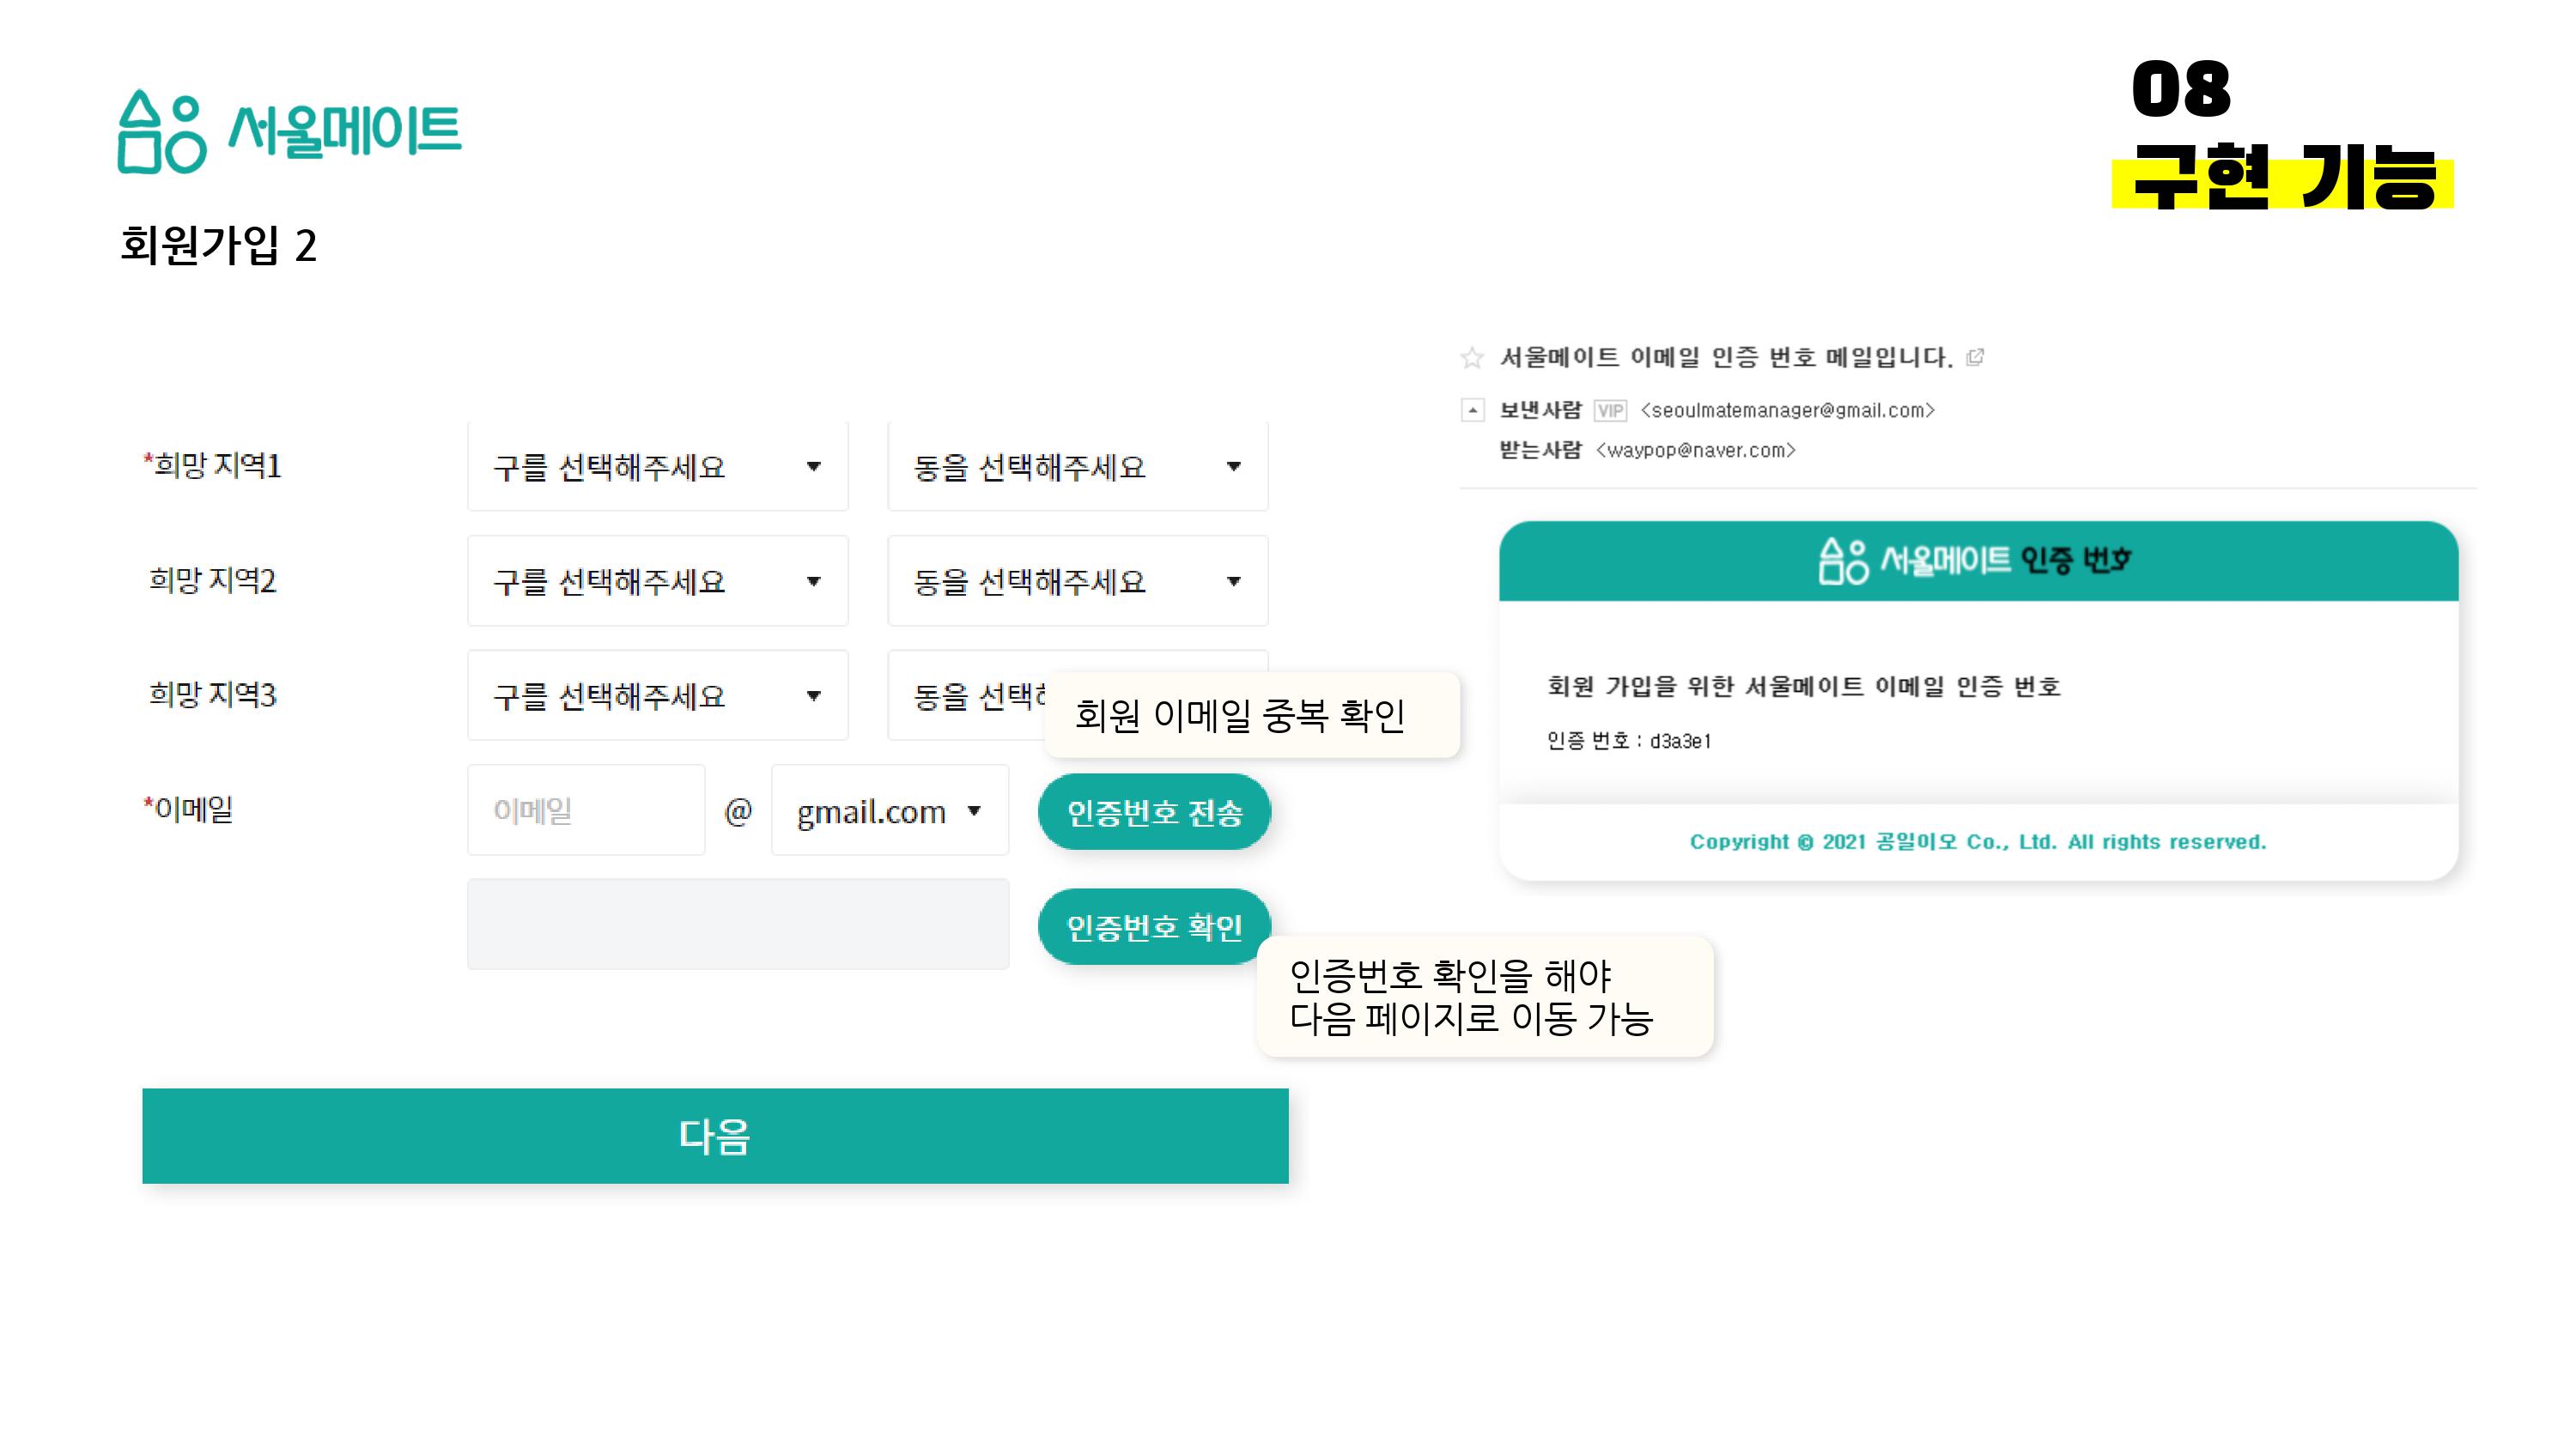 서울메이트
08
구현 기능
회원가입 2
*희망 지역1
구를 선택해주세요
동을 선택해주세요
희망 지역2
구를 선택해주세요
동을 선택해주세요
희망 지역3
구를 선택해주세요
동을 선택
회원 이메일 중복 확인
*이메일
이메일
@
gmail.com
인증번호 전송
인증번호 확인
인증번호 확인을 해야
다음 페이지로 이동 가능
다음
서울메이트 이메일 인증 번호 메일입니다.
보낸사람 VIP <seoulmatemanager@gmail.com>
받는사람 <waypop@naver.com>
서울메이트 인증 번호
회원 가입을 위한 서울메이트 이메일 인증 번호
인증 번호 : d3a3e1
Copyright © 2021 공일이오 Co., Ltd. All rights reserved.